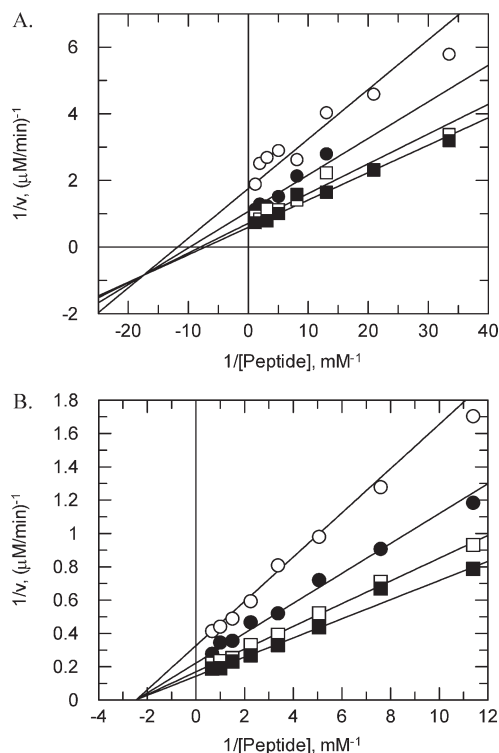 A.
6
4
2
0
-2
1/v, (μM/min)⁻¹
-20 -10 0 10 20 30 40
1/[Peptide], mM⁻¹
B.
1.8
1.6
1.4
1.2
1
0.8
0.6
0.4
0.2
0
1/v, (μM/min)⁻¹
-4 -2 0 2 4 6 8 10 12
1/[Peptide], mM⁻¹